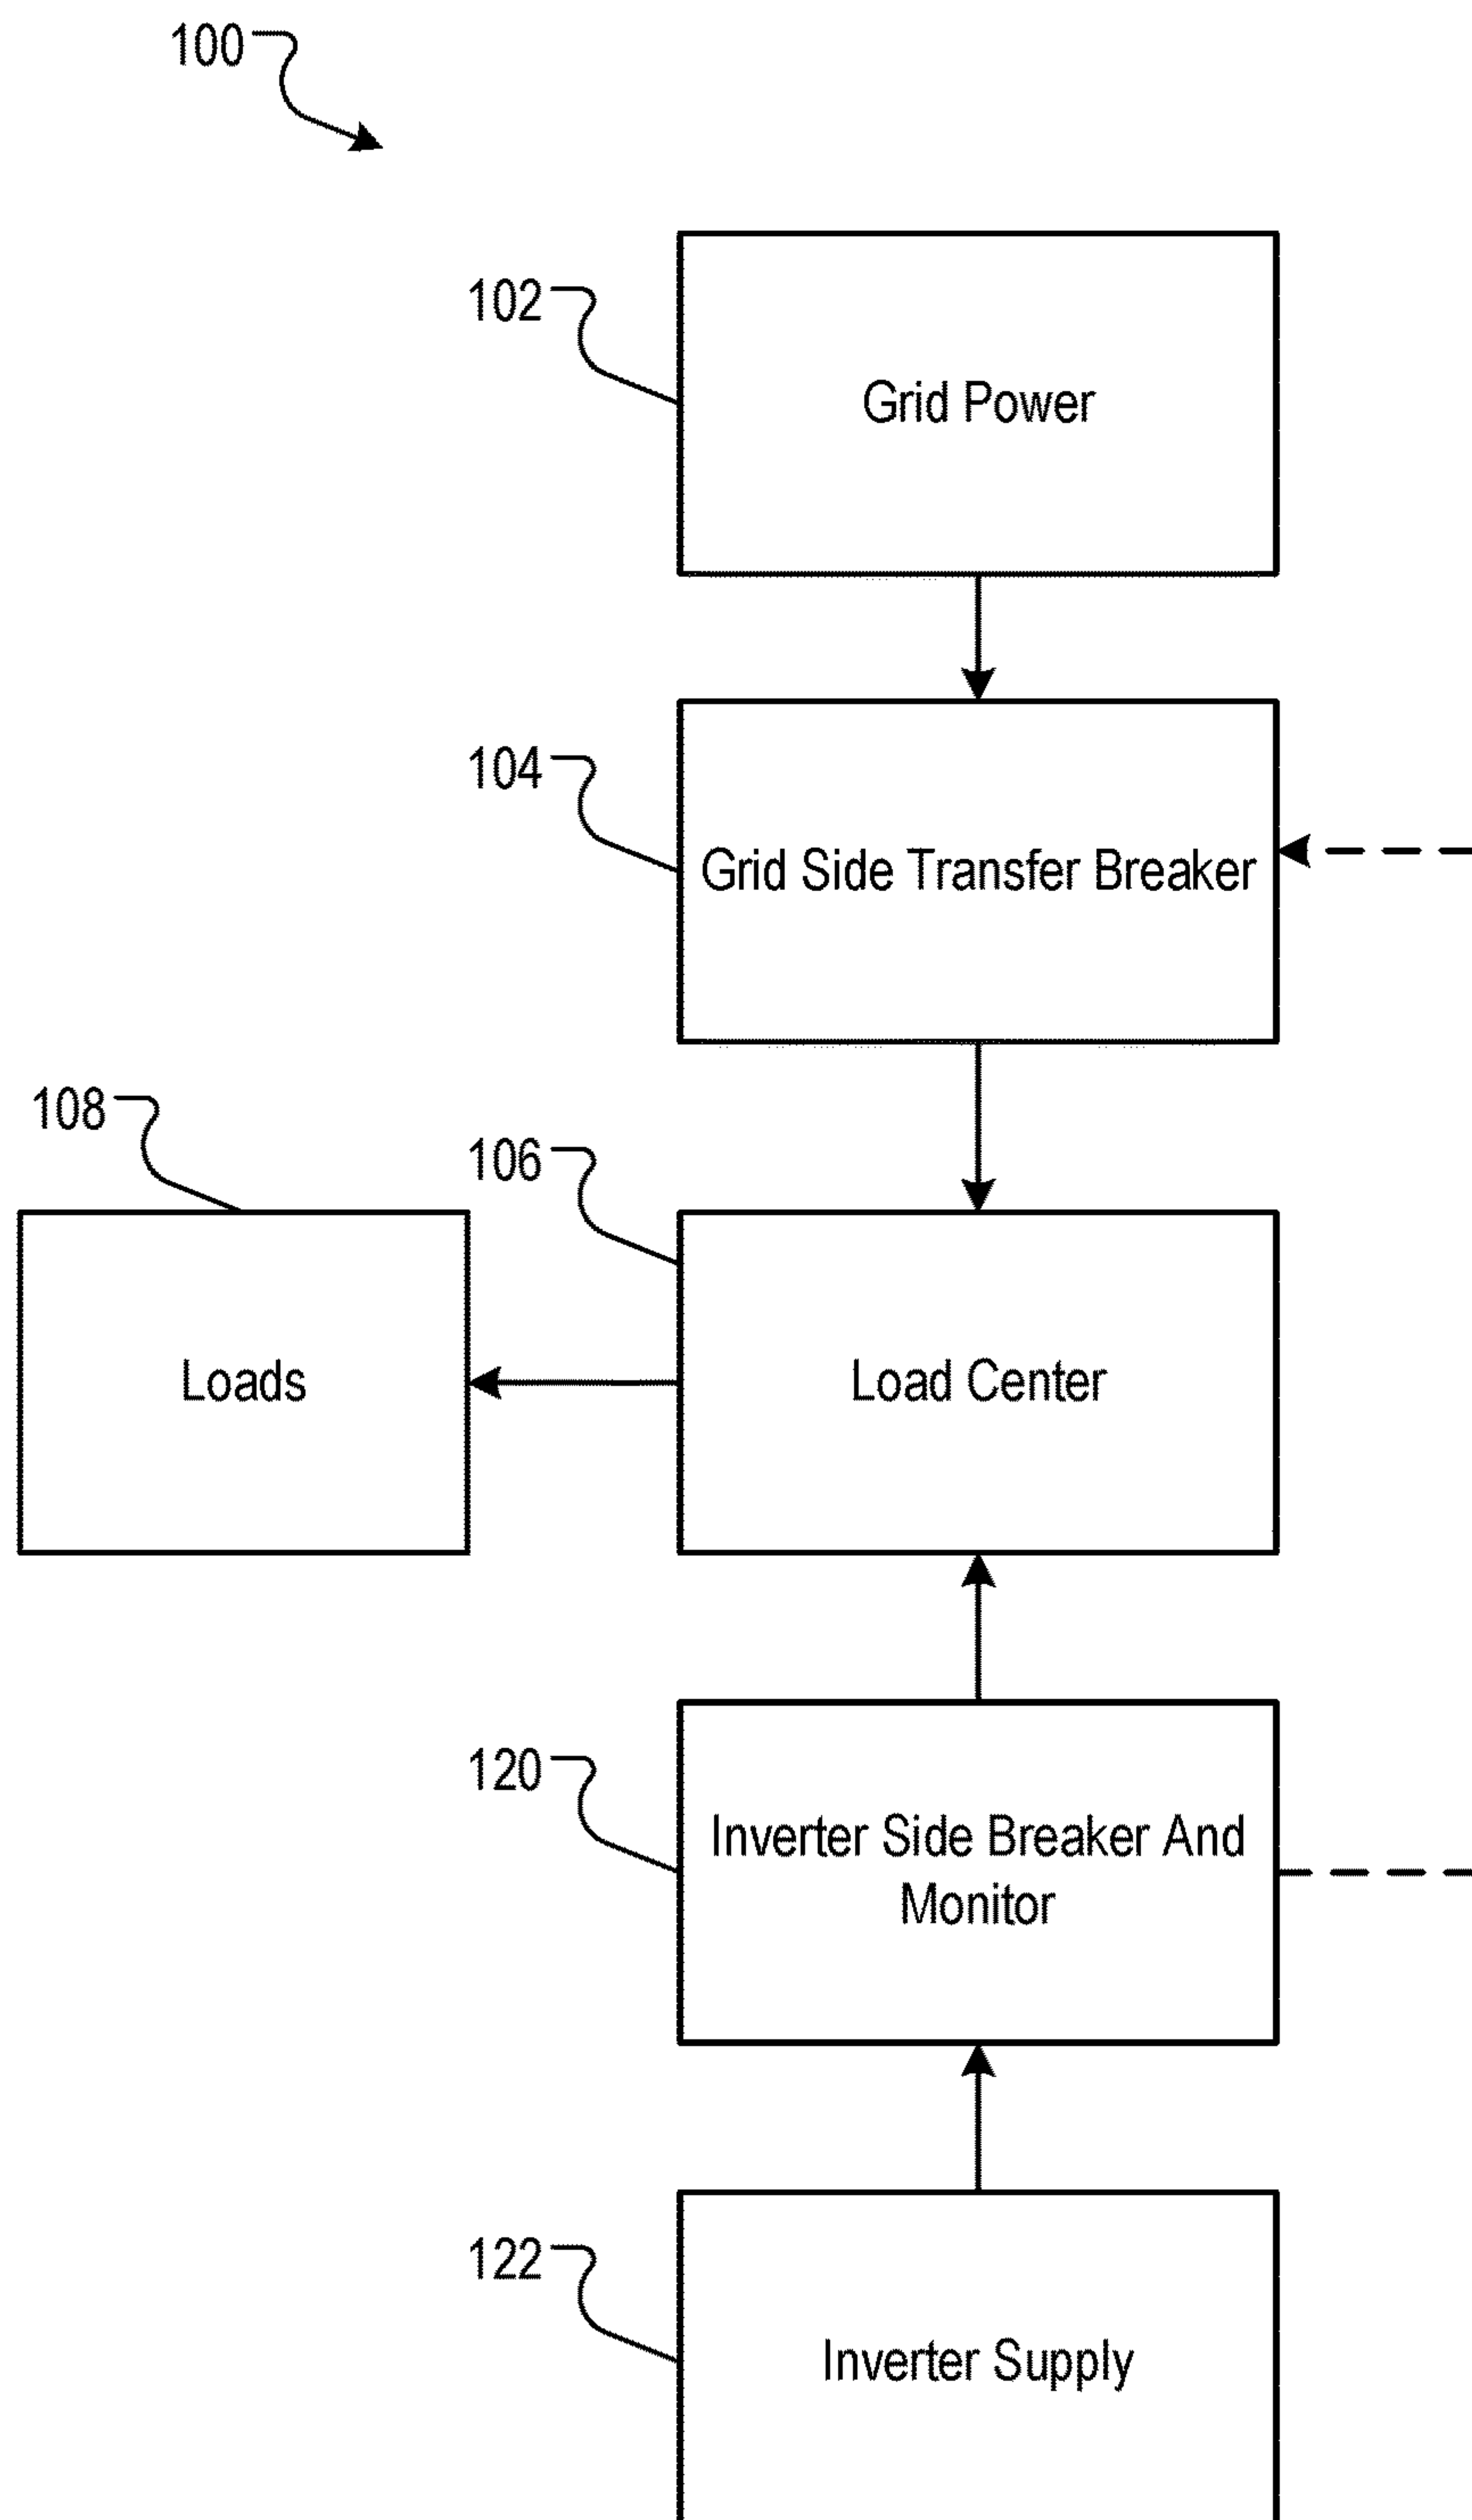 100
102
Grid Power
104
Grid Side Transfer Breaker
108
106
Loads
Load Center
120
Inverter Side Breaker And
Monitor
122
Inverter Supply